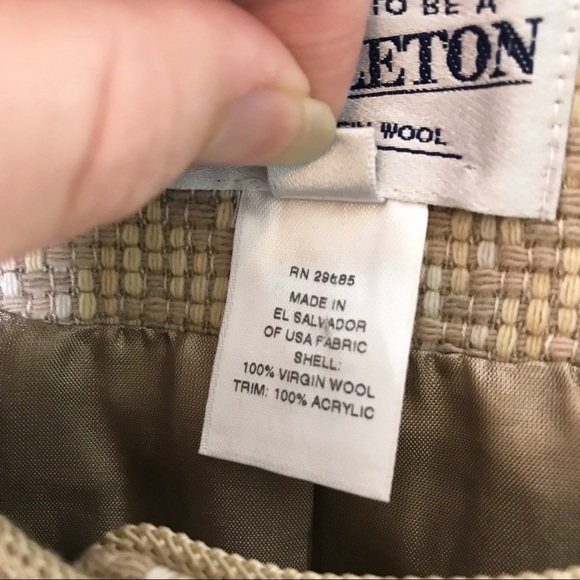 TO BE A
LETON
WOOL
RN 29685
MADE IN
EL SALVADOR
OF USA FABRIC
SHELL:
100% VIRGIN WOOL
TRIM: 100% ACRYLIC